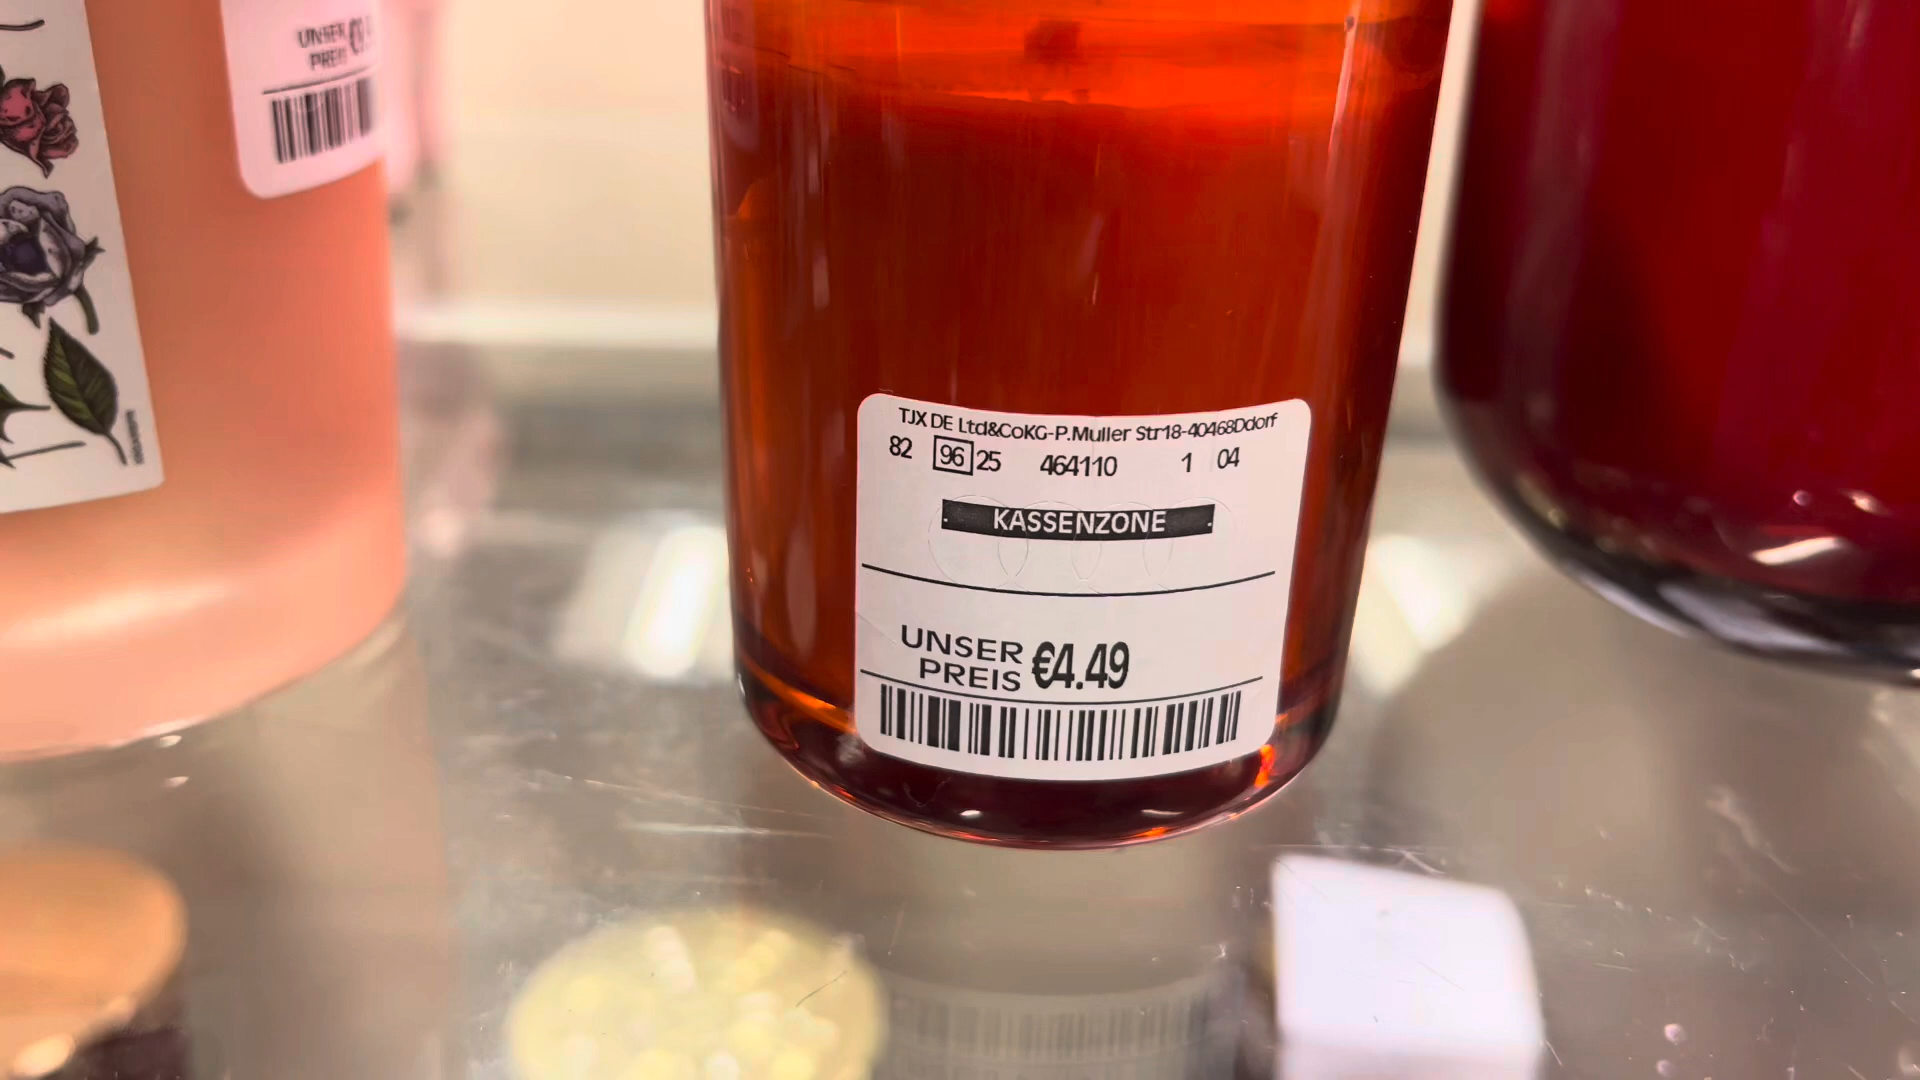 UNSER
PREIS
TJX DE Ltd&CoKG-P.Muller Str18-40468Ddorf
82 96 25 464110 1 04
KASSENZONE
UNSER
PREIS €4.49